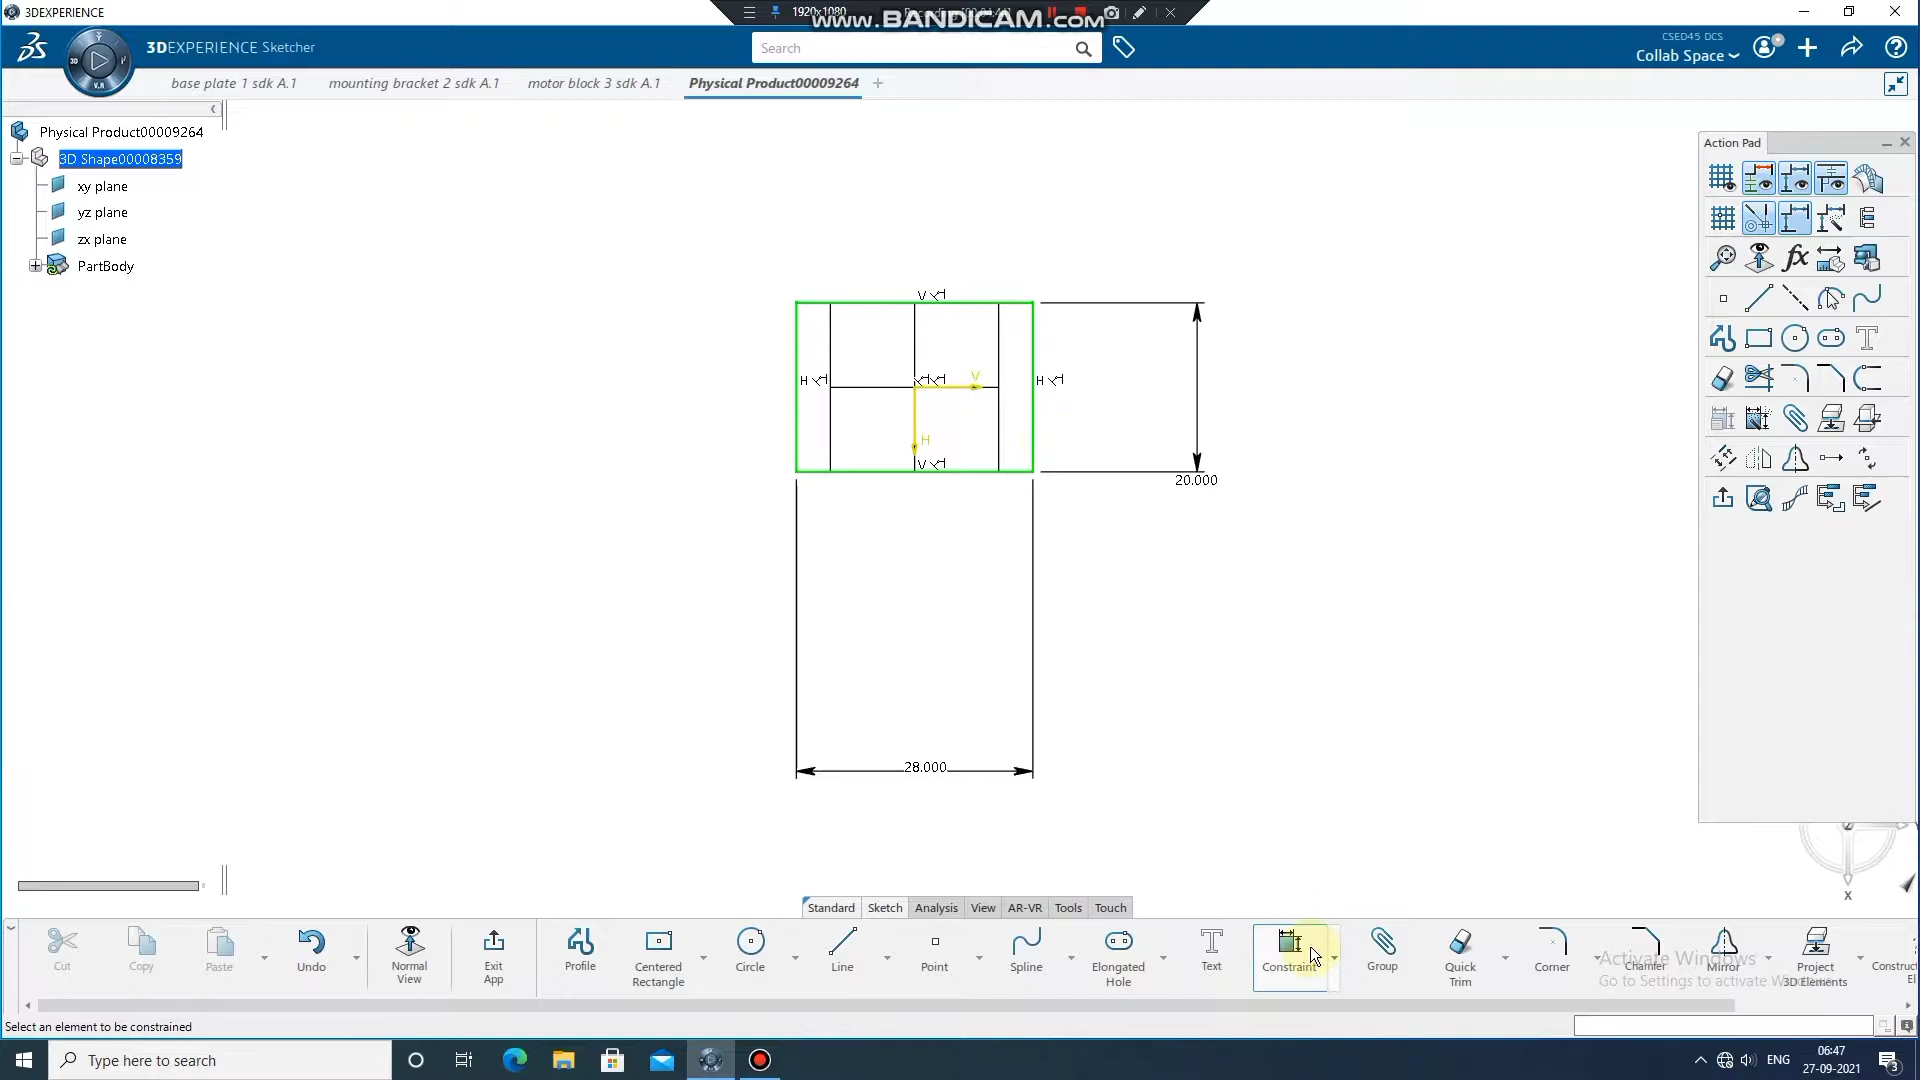 3DEXPERIENCE
1920x1080
www.BANDICAM.com
3DEXPERIENCE Sketcher
Search
CSED45 DCS
Collab Space
base plate 1 sdk A.1
mounting bracket 2 sdk A.1
motor block 3 sdk A.1
Physical Product00009264
+
Physical Product00009264
3D Shape00008359
xy plane
yz plane
zx plane
PartBody
Action Pad
V
H
V
H
H
V
20.000
28.000
X
Standard
Sketch
Analysis
View
AR-VR
Tools
Touch
Cut
Copy
Paste
Undo
Normal View
Exit App
Profile
Centered Rectangle
Circle
Line
Point
Spline
Elongated Hole
Text
Constraint
Group
Quick Trim
Corner
Chamfer
Mirror
Project 3D Elements
Activate Windows
Go to Settings to activate
Select an element to be constrained
Type here to search
ENG
06:47
27-09-2021
3